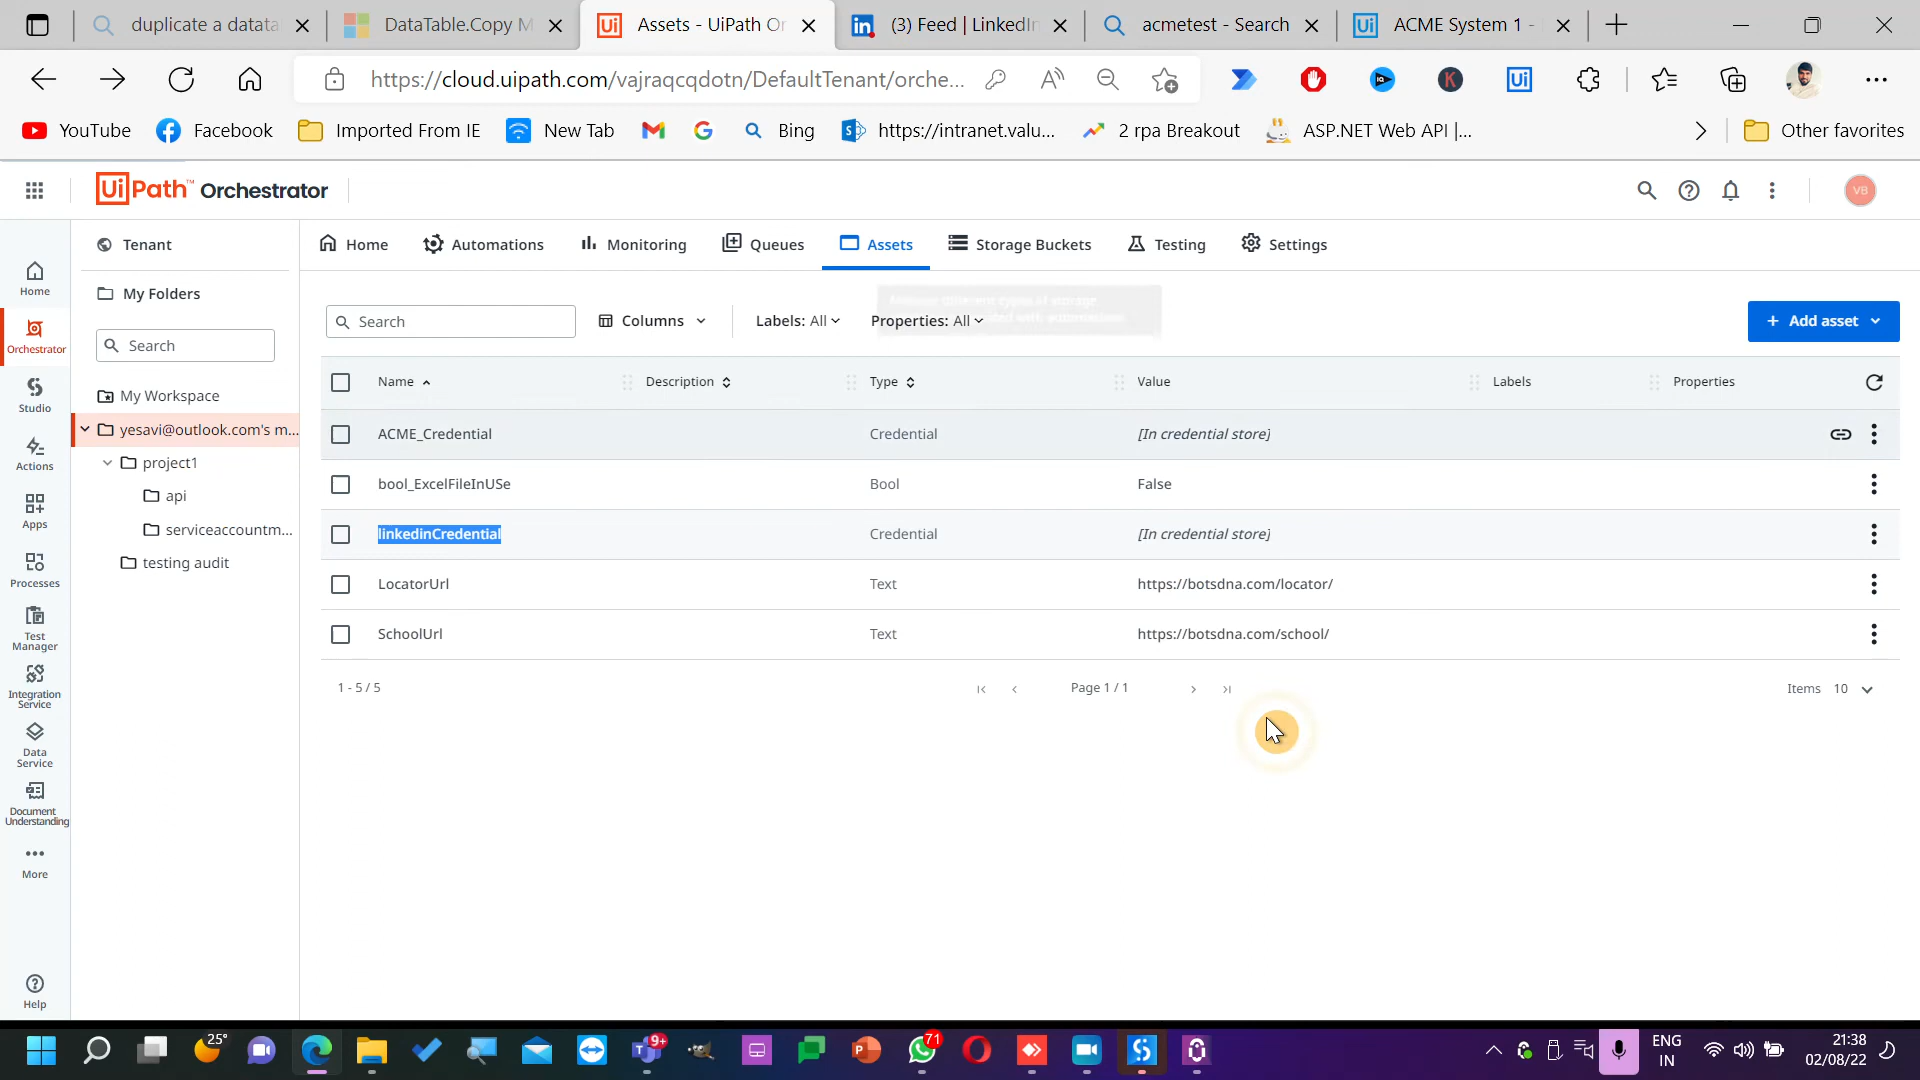 duplicate a datata
DataTable.Copy M
Assets - UiPath Or
(3) Feed | LinkedIn
acmetest - Search
ACME System 1 -
https://cloud.uipath.com/vajraqcqdotn/DefaultTenant/orche...
YouTube
Facebook
Imported From IE
New Tab
Bing
https://intranet.valu...
2 rpa Breakout
ASP.NET Web API |...
Other favorites
UiPath™ Orchestrator
VB
Tenant
Home
Automations
Monitoring
Queues
Assets
Storage Buckets
Testing
Settings
My Folders
Search
My Workspace
yesavi@outlook.com's m...
project1
api
serviceaccountm...
testing audit
Home
Orchestrator
Studio
Actions
Apps
Processes
Test Manager
Integration Service
Data Service
Document Understanding
More
Help
Search
Columns
Labels: All
Properties: All
+ Add asset
Name
Description
Type
Value
Labels
Properties
ACME_Credential Credential [In credential store]
bool_ExcelFileInUSe Bool False
linkedinCredential Credential [In credential store]
LocatorUrl Text https://botsdna.com/locator/
SchoolUrl Text https://botsdna.com/school/
1 - 5 / 5
Page 1 / 1
Items 10
25°
9+
71
ENG
IN
21:38
02/08/22